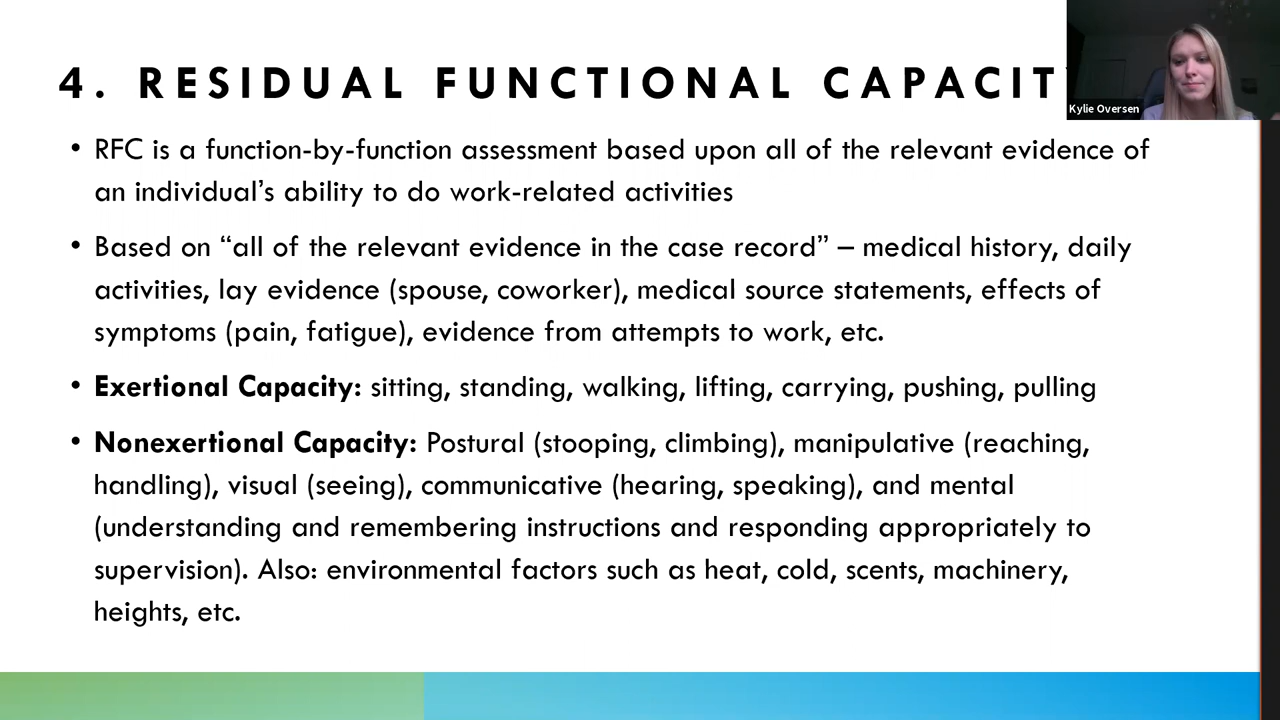 4. RESIDUAL FUNCTIONAL CAPACITY
Kylie Oversen
• RFC is a function-by-function assessment based upon all of the relevant evidence of
an individual’s ability to do work-related activities
• Based on “all of the relevant evidence in the case record” – medical history, daily
activities, lay evidence (spouse, coworker), medical source statements, effects of
symptoms (pain, fatigue), evidence from attempts to work, etc.
• Exertional Capacity: sitting, standing, walking, lifting, carrying, pushing, pulling
• Nonexertional Capacity: Postural (stooping, climbing), manipulative (reaching,
handling), visual (seeing), communicative (hearing, speaking), and mental
(understanding and remembering instructions and responding appropriately to
supervision). Also: environmental factors such as heat, cold, scents, machinery,
heights, etc.